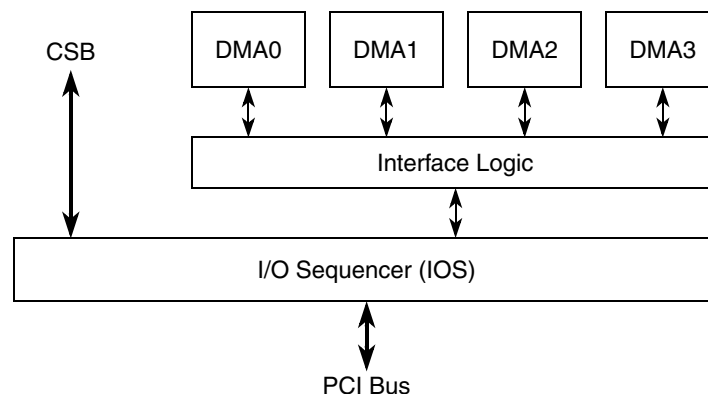 CSB
DMA0
DMA1
DMA2
DMA3
Interface Logic
I/O Sequencer (IOS)
PCI Bus